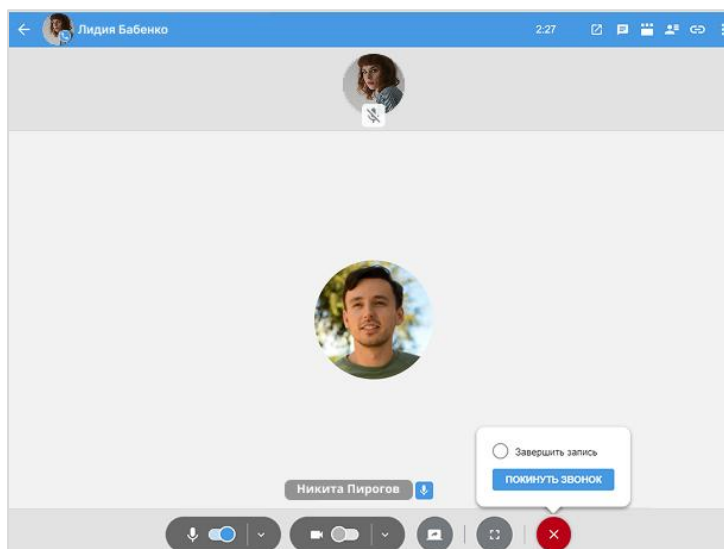 Лидия Бабенко
2:27
Завершить запись
ПОКИНУТЬ ЗВОНОК
Никита Пирогов